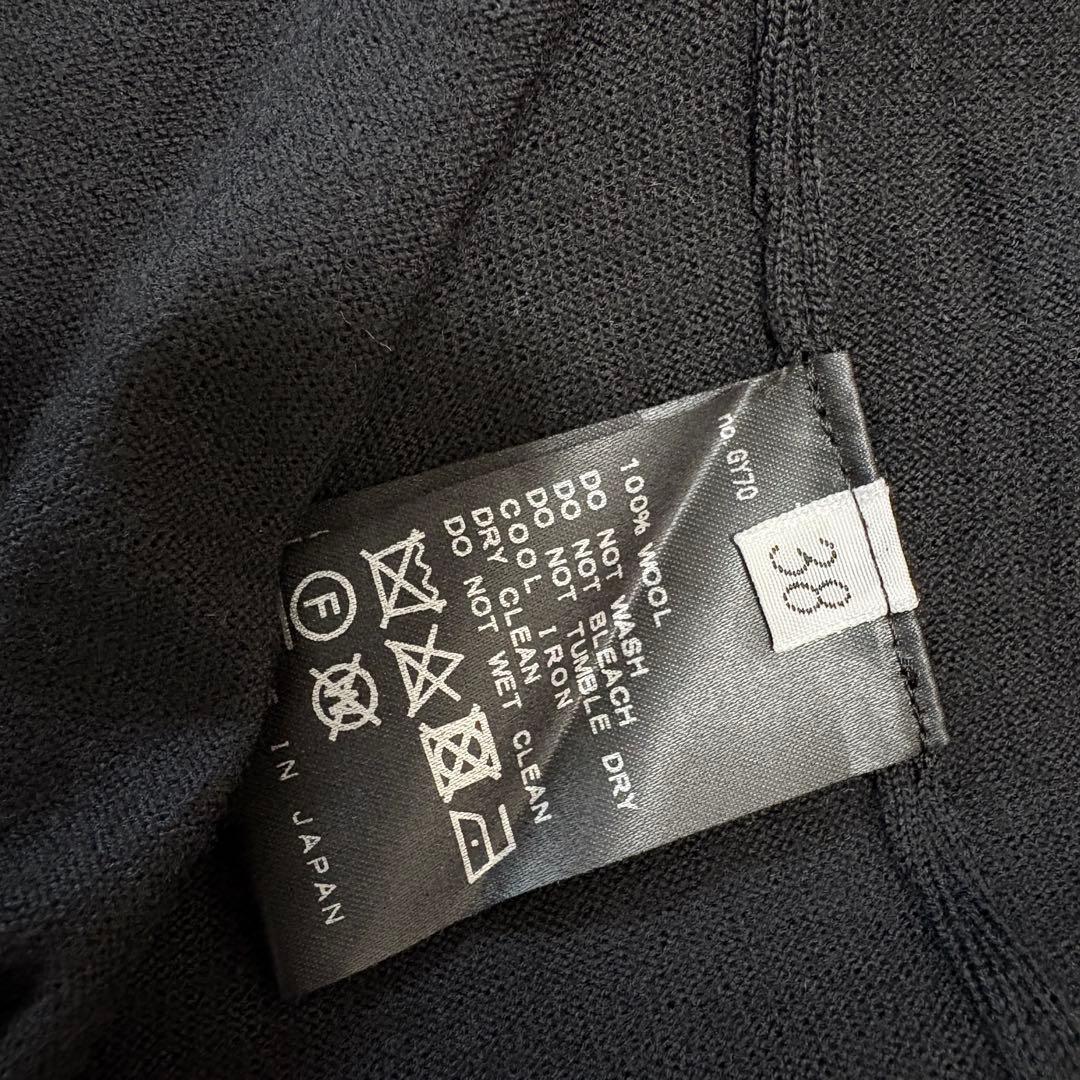 no. GY70
38
100% WOOL
DO NOT WASH
DO NOT BLEACH
DO NOT TUMBLE DRY
COOL IRON
DRY CLEAN
DO NOT WET CLEAN
F
W
IN JAPAN